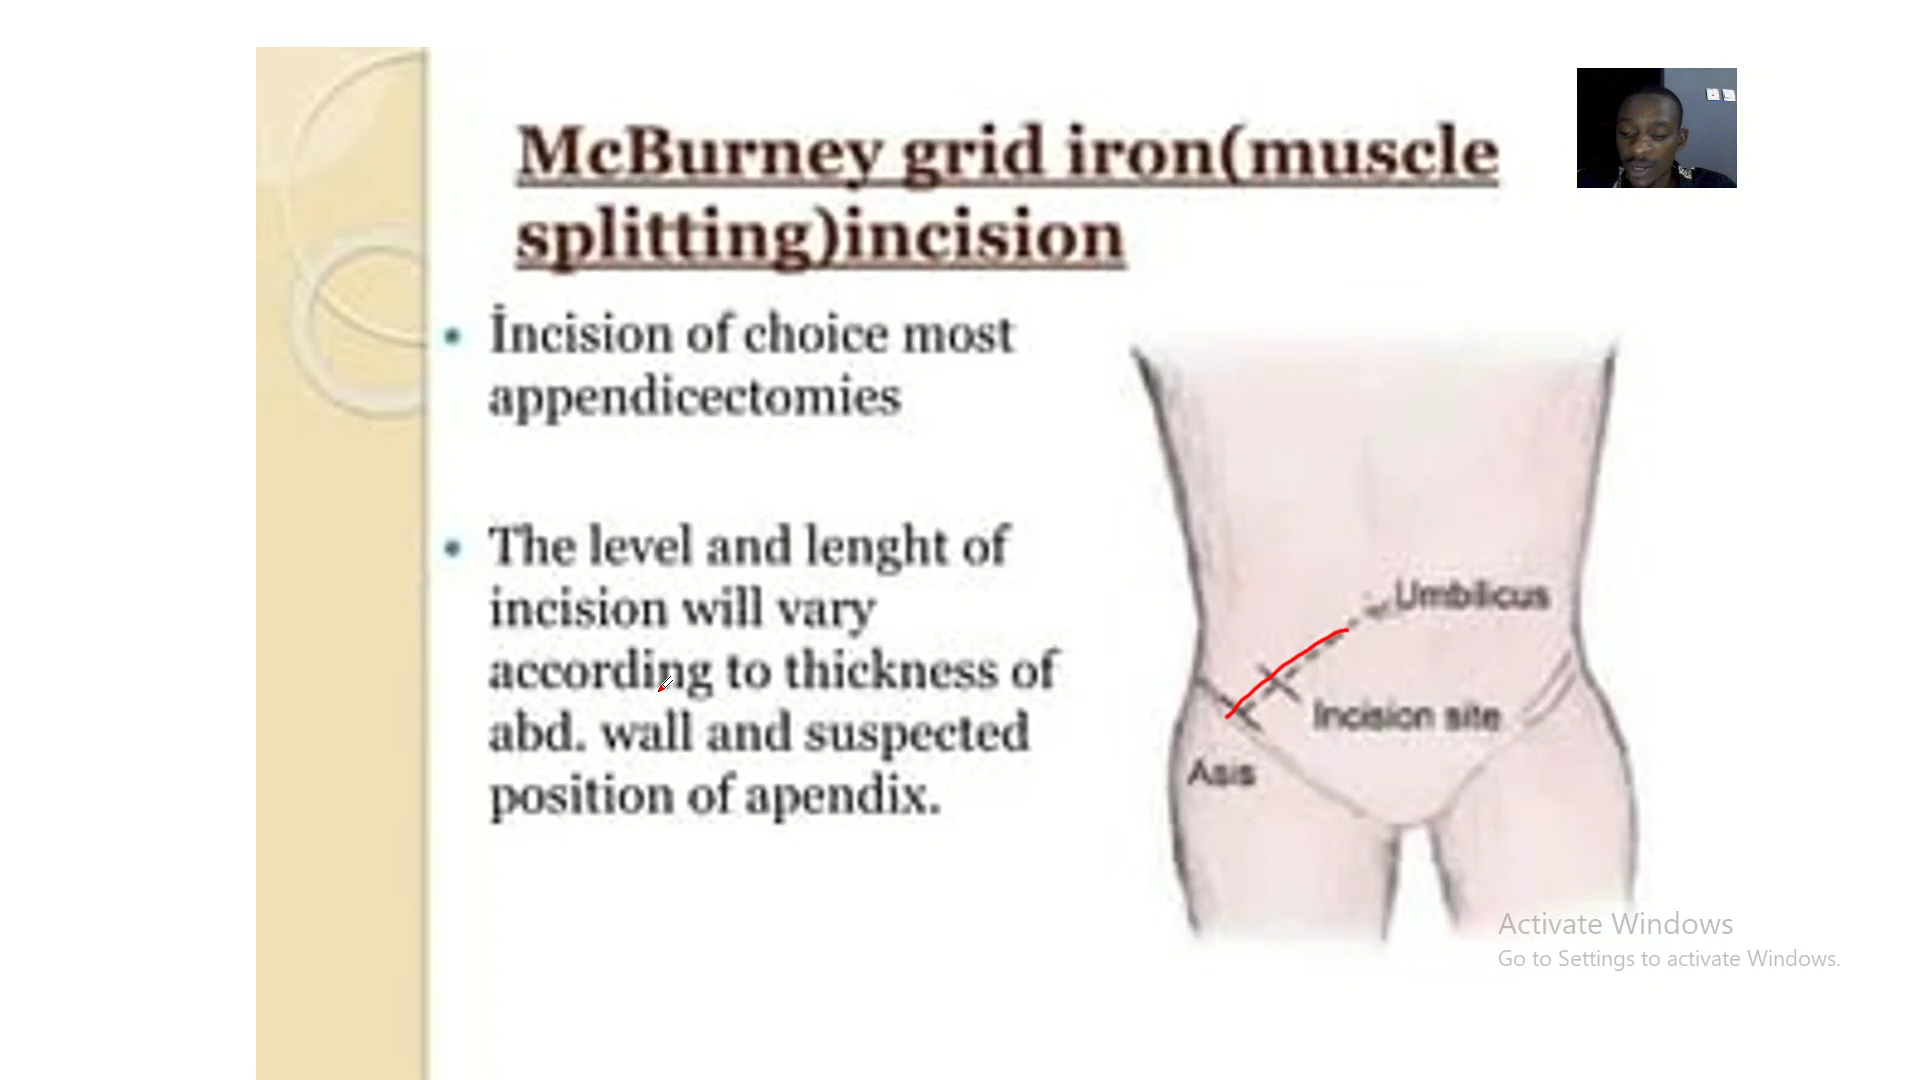 McBurney grid iron(muscle
splitting)incision
İncision of choice most
appendicectomies
The level and lenght of
incision will vary
according to thickness of
abd. wall and suspected
position of apendix.
Umbilicus
Incision site
Asis
Activate Windows
Go to Settings to activate Windows.